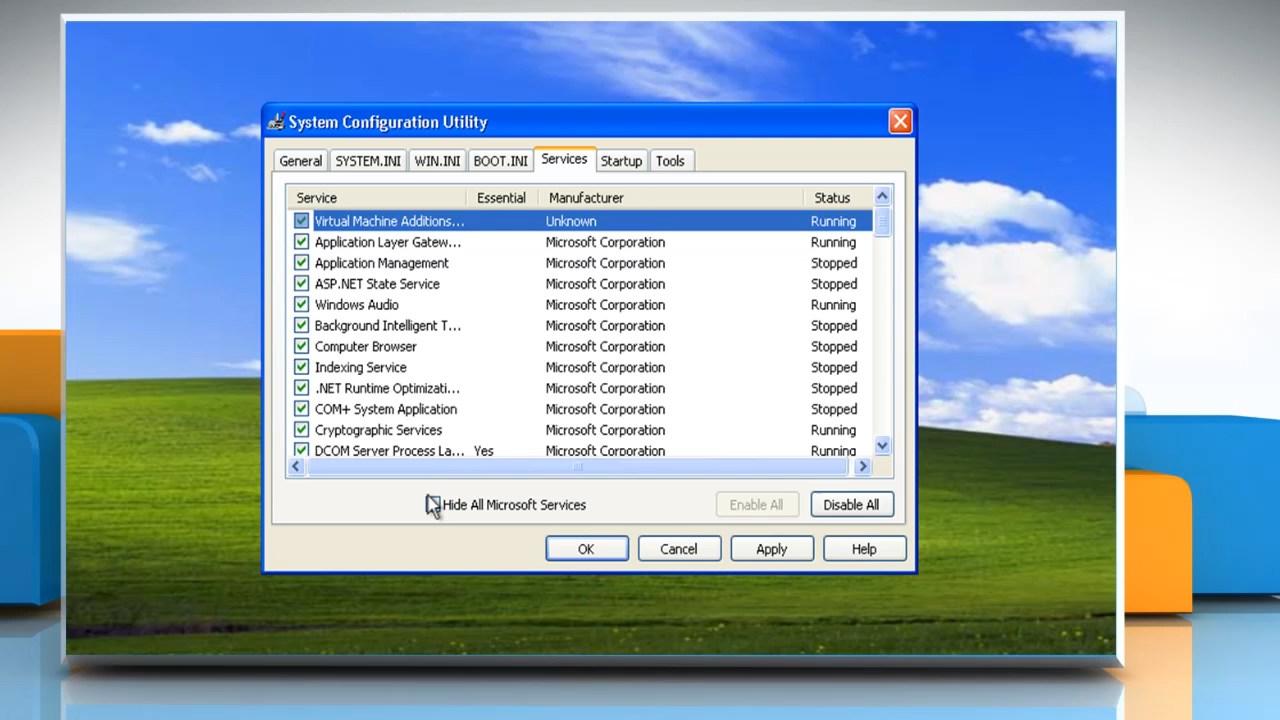 System Configuration Utility
General SYSTEM.INI WIN.INI BOOT.INI Services Startup Tools
Service Essential Manufacturer Status
Virtual Machine Additions... Unknown Running
Application Layer Gatew... Microsoft Corporation Running
Application Management Microsoft Corporation Stopped
ASP.NET State Service Microsoft Corporation Stopped
Windows Audio Microsoft Corporation Running
Background Intelligent T... Microsoft Corporation Stopped
Computer Browser Microsoft Corporation Stopped
Indexing Service Microsoft Corporation Stopped
.NET Runtime Optimizati... Microsoft Corporation Stopped
COM+ System Application Microsoft Corporation Stopped
Cryptographic Services Microsoft Corporation Running
DCOM Server Process La... Yes Microsoft Corporation Running
Hide All Microsoft Services Enable All Disable All
OK Cancel Apply Help